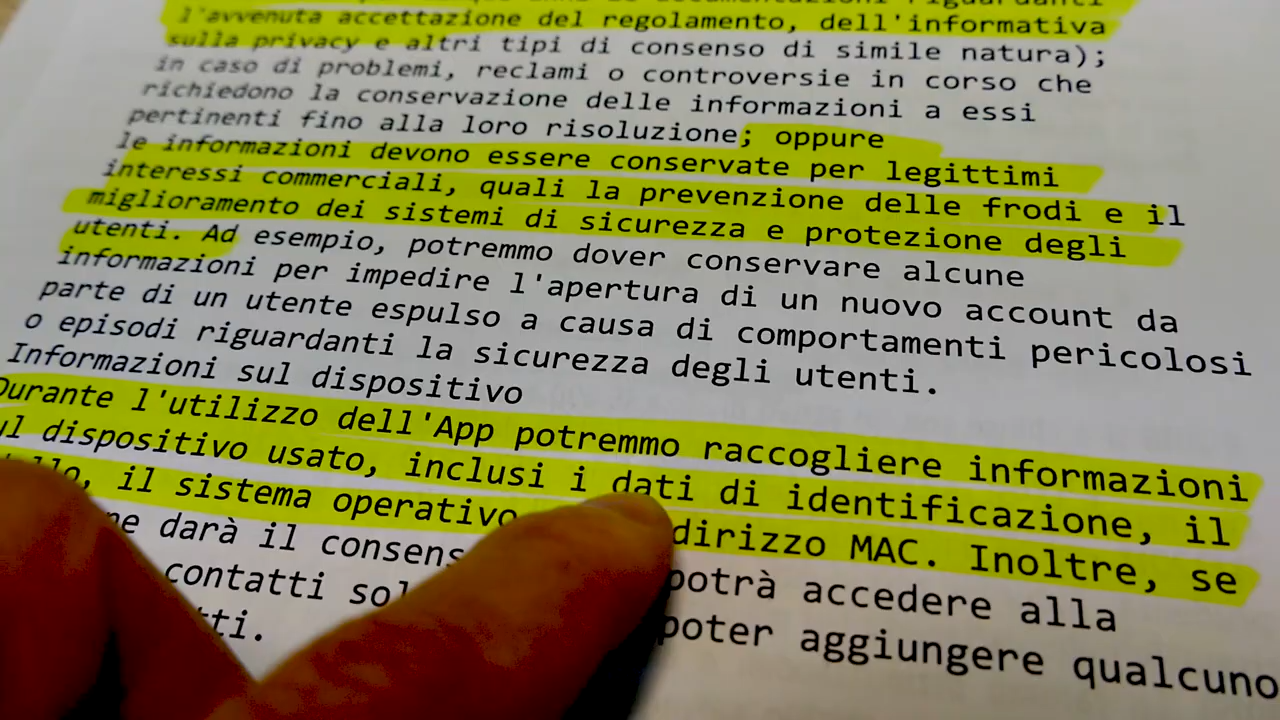 riguardanti
l'avvenuta accettazione del regolamento, dell'informativa
sulla privacy e altri tipi di consenso di simile natura);
in caso di problemi, reclami o controversie in corso che
richiedono la conservazione delle informazioni a essi
pertinenti fino alla loro risoluzione; oppure
le informazioni devono essere conservate per legittimi
interessi commerciali, quali la prevenzione delle frodi e il
miglioramento dei sistemi di sicurezza e protezione degli
utenti. Ad esempio, potremmo dover conservare alcune
informazioni per impedire l'apertura di un nuovo account da
parte di un utente espulso a causa di comportamenti pericolosi
o episodi riguardanti la sicurezza degli utenti.
Informazioni sul dispositivo
Durante l'utilizzo dell'App potremmo raccogliere informazioni
ul dispositivo usato, inclusi i dati di identificazione, il
il sistema operativo dirizzo MAC. Inoltre, se
ne darà il consens potrà accedere alla
contatti sol poter aggiungere qualcuno
tti.